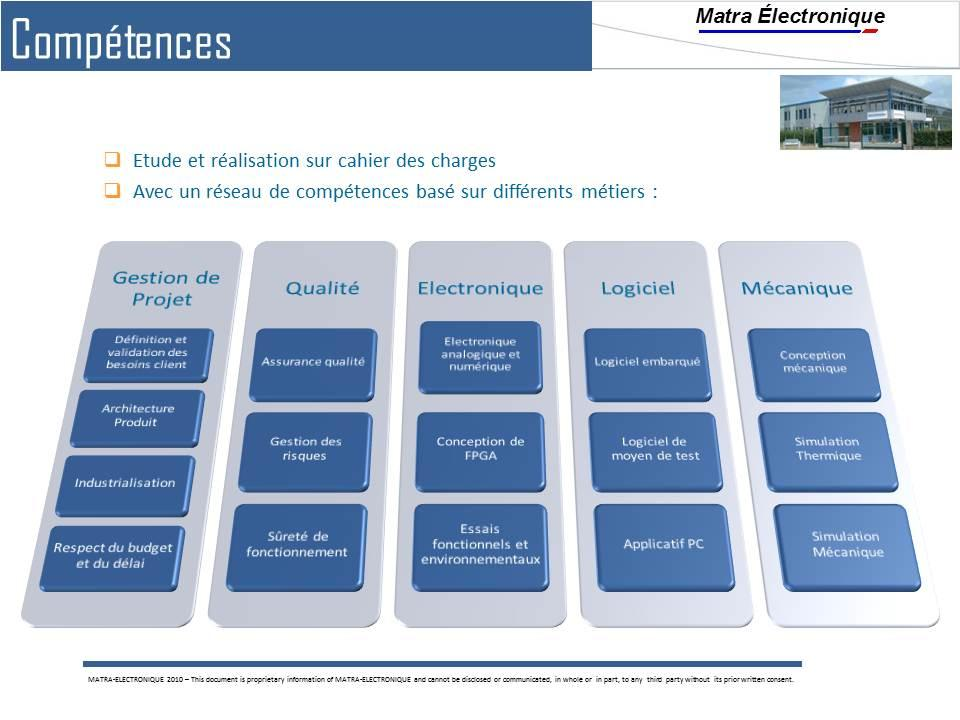 Compétences
Matra Électronique
Etude et réalisation sur cahier des charges
Avec un réseau de compétences basé sur différents métiers :
Gestion de
Projet
Définition et
validation des
besoins client
Architecture
Produit
Industrialisation
Respect du budget
et du délai
Qualité
Assurance qualité
Gestion des
risques
Sûreté de
fonctionnement
Electronique
Electronique
analogique et
numérique
Conception de
FPGA
Essais
fonctionnels et
environnementaux
Logiciel
Logiciel embarqué
Logiciel de
moyen de test
Applicatif PC
Mécanique
Conception
mécanique
Simulation
Thermique
Simulation
Mécanique
MATRA-ELECTRONIQUE 2010 – This document is proprietary information of MATRA-ELECTRONIQUE and cannot be disclosed or communicated, in whole or in part, to any third party without its prior written consent.